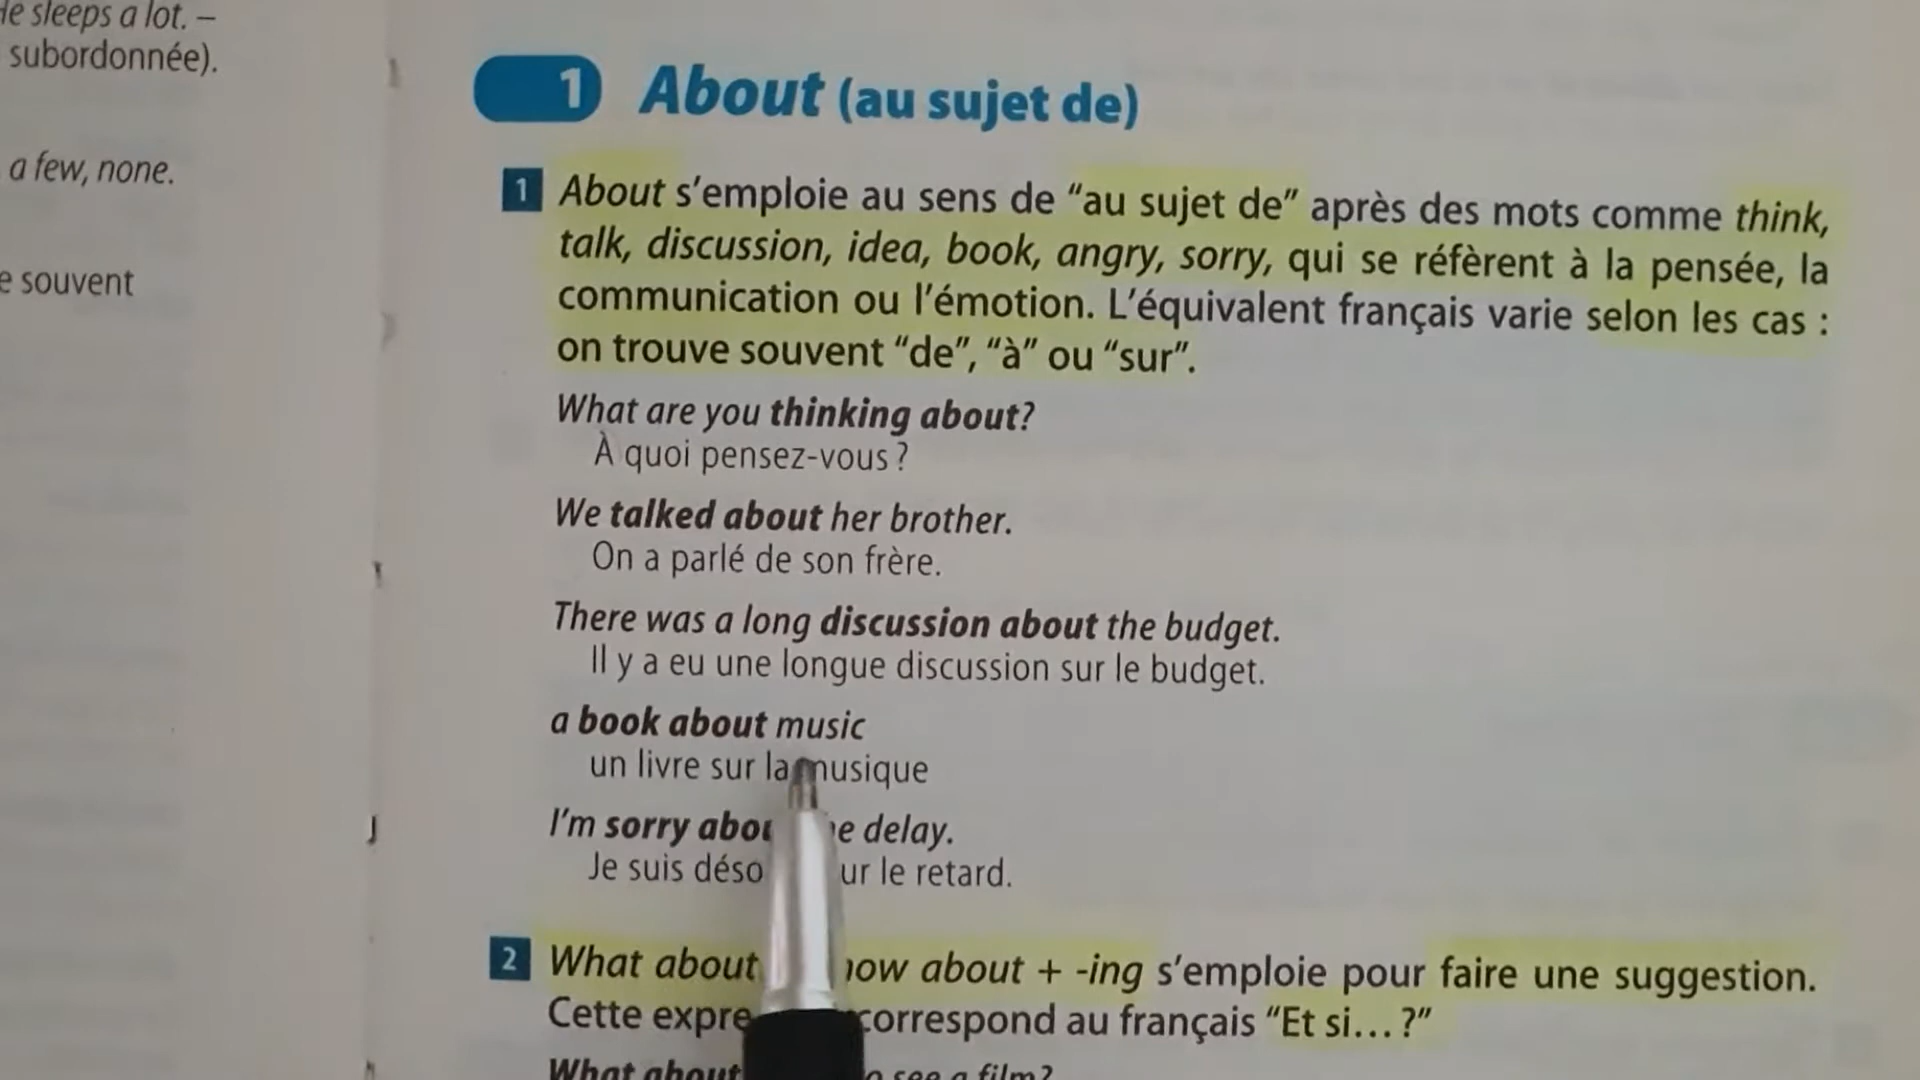 le sleeps a lot. –
subordonnée).
a few, none.
e souvent
1 About (au sujet de)
1 About s'emploie au sens de “au sujet de” après des mots comme think,
talk, discussion, idea, book, angry, sorry, qui se réfèrent à la pensée, la
communication ou l'émotion. L'équivalent français varie selon les cas :
on trouve souvent “de”, “à” ou “sur”.
What are you thinking about?
À quoi pensez-vous ?
We talked about her brother.
On a parlé de son frère.
There was a long discussion about the budget.
Il y a eu une longue discussion sur le budget.
a book about music
un livre sur la musique
I'm sorry delay.
Je suis le retard.
2 What about how about + -ing s'emploie pour faire une suggestion.
Cette correspond au français “Et si… ?”
What about see a film?